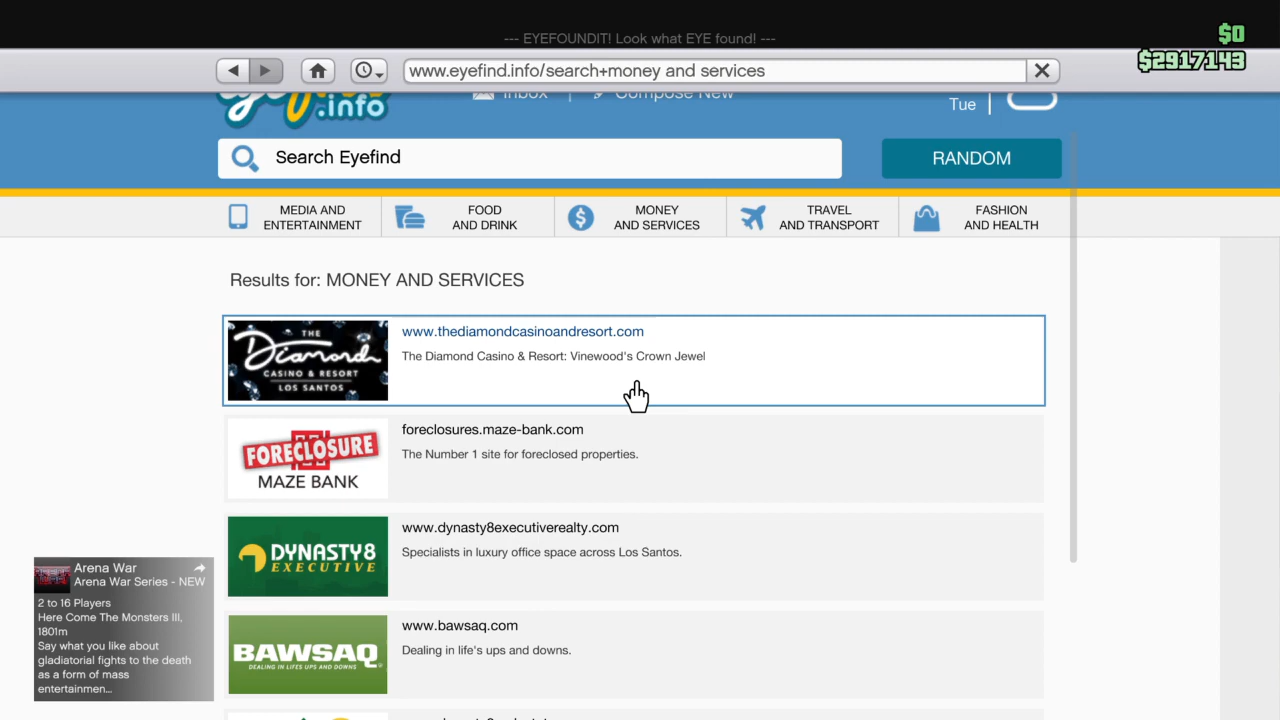 --- EYEFOUNDIT! Look what EYE found! ---
$0
$2917143
www.eyefind.info/search+money and services
.info
Inbox
Compose New
Tue
Search Eyefind
RANDOM
MEDIA AND
ENTERTAINMENT
FOOD
AND DRINK
MONEY
AND SERVICES
TRAVEL
AND TRANSPORT
FASHION
AND HEALTH
Results for: MONEY AND SERVICES
THE
Diamond
CASINO & RESORT
LOS SANTOS
www.thediamondcasinoandresort.com
The Diamond Casino & Resort: Vinewood's Crown Jewel
FORECLOSURE
MAZE BANK
foreclosures.maze-bank.com
The Number 1 site for foreclosed properties.
DYNASTY8
EXECUTIVE
www.dynasty8executiverealty.com
Specialists in luxury office space across Los Santos.
BAWSAQ
DEALING IN LIFES UPS AND DOWNS
www.bawsaq.com
Dealing in life's ups and downs.
Arena War
Arena War Series - NEW
2 to 16 Players
Here Come The Monsters III,
1801m
Say what you like about
gladiatorial fights to the death
as a form of mass
entertainmen...